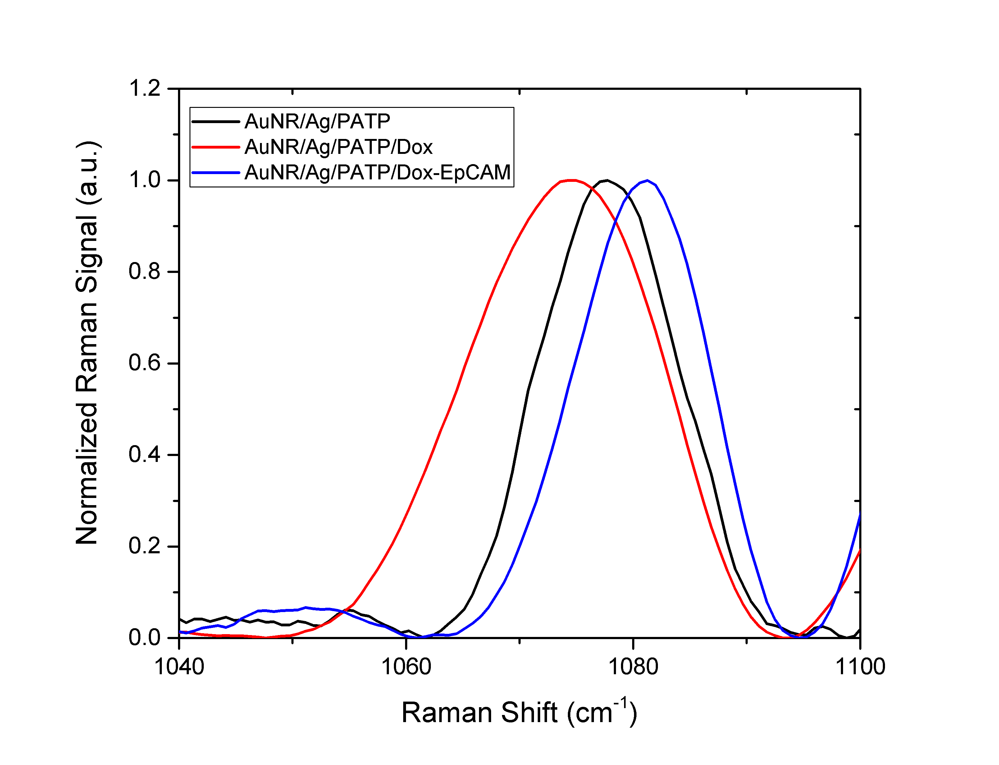 1.2
1.0
0.8
0.6
0.4
0.2
0.0
Normalized Raman Signal (a.u.)
AuNR/Ag/PATP
AuNR/Ag/PATP/Dox
AuNR/Ag/PATP/Dox-EpCAM
1040 1060 1080 1100
Raman Shift (cm⁻¹)